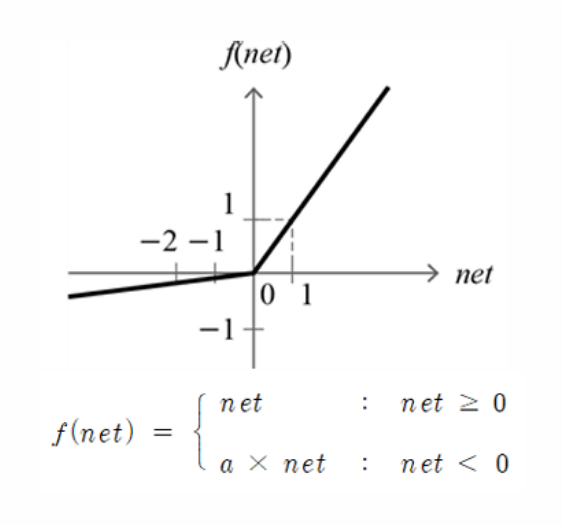 f(net)
1
−2 −1
net
0 1
−1
f(net) = { net : net ≥ 0
a × net : net < 0